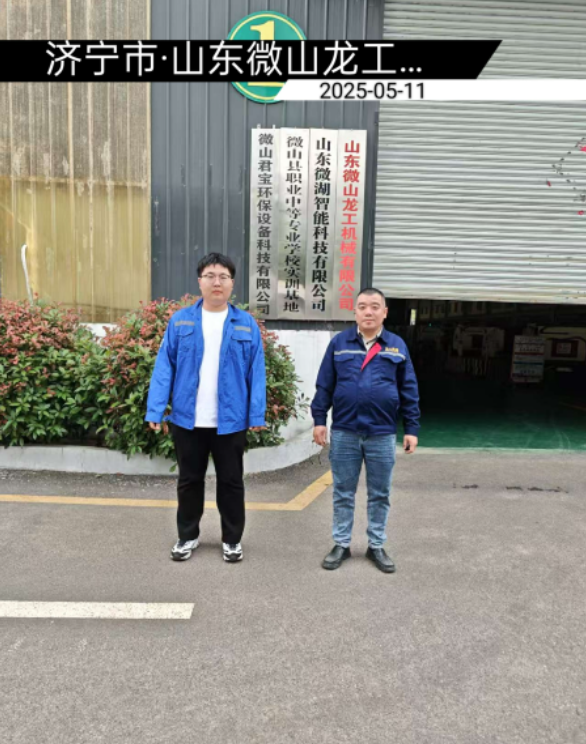 济宁市·山东微山龙工...
2025-05-11
1
山东微山龙工机械有限公司
山东微湖智能科技有限公司
微山县职业中等专业学校实训基地
微山君宝环保设备科技有限公司